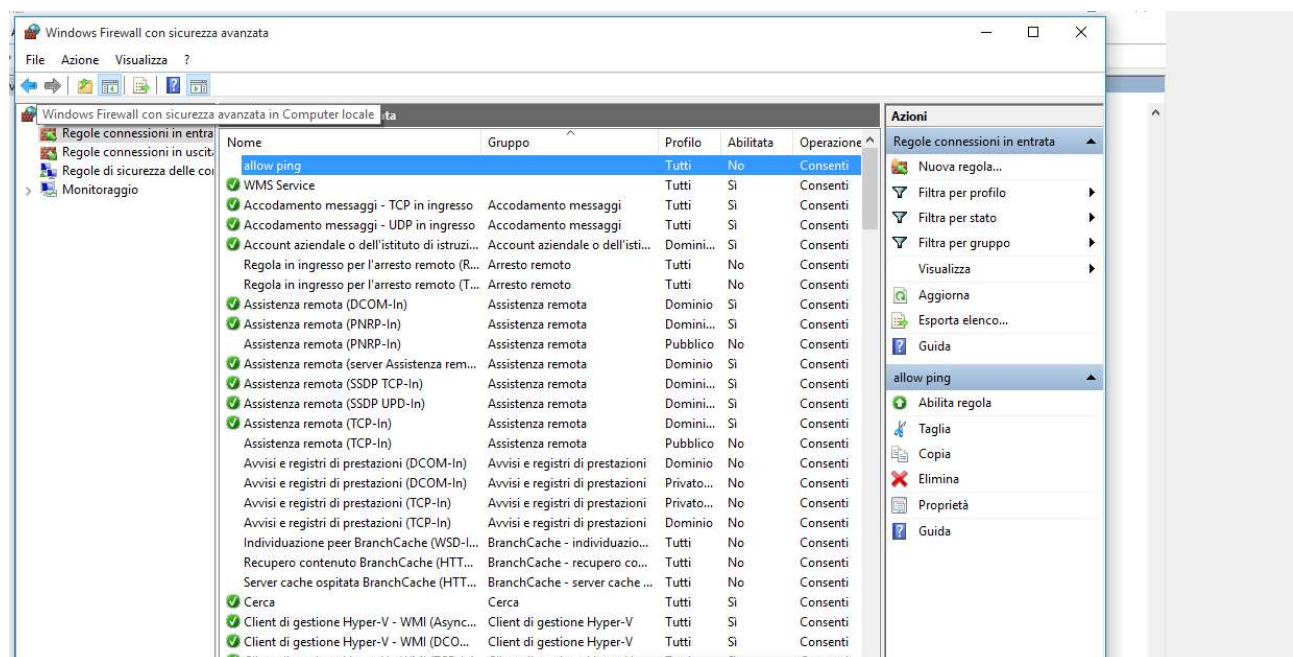 Windows Firewall con sicurezza avanzata
File Azione Visualizza ?
Windows Firewall con sicurezza avanzata in Computer locale
Regole connessioni in entra
Regole connessioni in uscit
Regole di sicurezza delle co
Monitoraggio
Nome Gruppo Profilo Abilitata Operazione
allow ping Tutti No Consenti
WMS Service Tutti Sì Consenti
Accodamento messaggi - TCP in ingresso Accodamento messaggi Tutti Sì Consenti
Accodamento messaggi - UDP in ingresso Accodamento messaggi Tutti Sì Consenti
Account aziendale o dell'istituto di istruzi... Account aziendale o dell'isti... Domini... Sì Consenti
Regola in ingresso per l'arresto remoto (R... Arresto remoto Tutti No Consenti
Regola in ingresso per l'arresto remoto (T... Arresto remoto Tutti No Consenti
Assistenza remota (DCOM-In) Assistenza remota Dominio Sì Consenti
Assistenza remota (PNRP-In) Assistenza remota Domini... Sì Consenti
Assistenza remota (PNRP-In) Assistenza remota Pubblico No Consenti
Assistenza remota (server Assistenza rem... Assistenza remota Dominio Sì Consenti
Assistenza remota (SSDP TCP-In) Assistenza remota Domini... Sì Consenti
Assistenza remota (SSDP UPD-In) Assistenza remota Domini... Sì Consenti
Assistenza remota (TCP-In) Assistenza remota Domini... Sì Consenti
Assistenza remota (TCP-In) Assistenza remota Pubblico No Consenti
Avvisi e registri di prestazioni (DCOM-In) Avvisi e registri di prestazioni Dominio No Consenti
Avvisi e registri di prestazioni (DCOM-In) Avvisi e registri di prestazioni Privato... No Consenti
Avvisi e registri di prestazioni (TCP-In) Avvisi e registri di prestazioni Privato... No Consenti
Avvisi e registri di prestazioni (TCP-In) Avvisi e registri di prestazioni Dominio No Consenti
Individuazione peer BranchCache (WSD-I... BranchCache - individuazio... Tutti No Consenti
Recupero contenuto BranchCache (HTT... BranchCache - recupero co... Tutti No Consenti
Server cache ospitata BranchCache (HTT... BranchCache - server cache ... Tutti No Consenti
Cerca Cerca Tutti Sì Consenti
Client di gestione Hyper-V - WMI (Async... Client di gestione Hyper-V Tutti Sì Consenti
Client di gestione Hyper-V - WMI (DCO... Client di gestione Hyper-V Tutti Sì Consenti
Azioni
Regole connessioni in entrata
Nuova regola...
Filtra per profilo
Filtra per stato
Filtra per gruppo
Visualizza
Aggiorna
Esporta elenco...
Guida
allow ping
Abilita regola
Taglia
Copia
Elimina
Proprietà
Guida